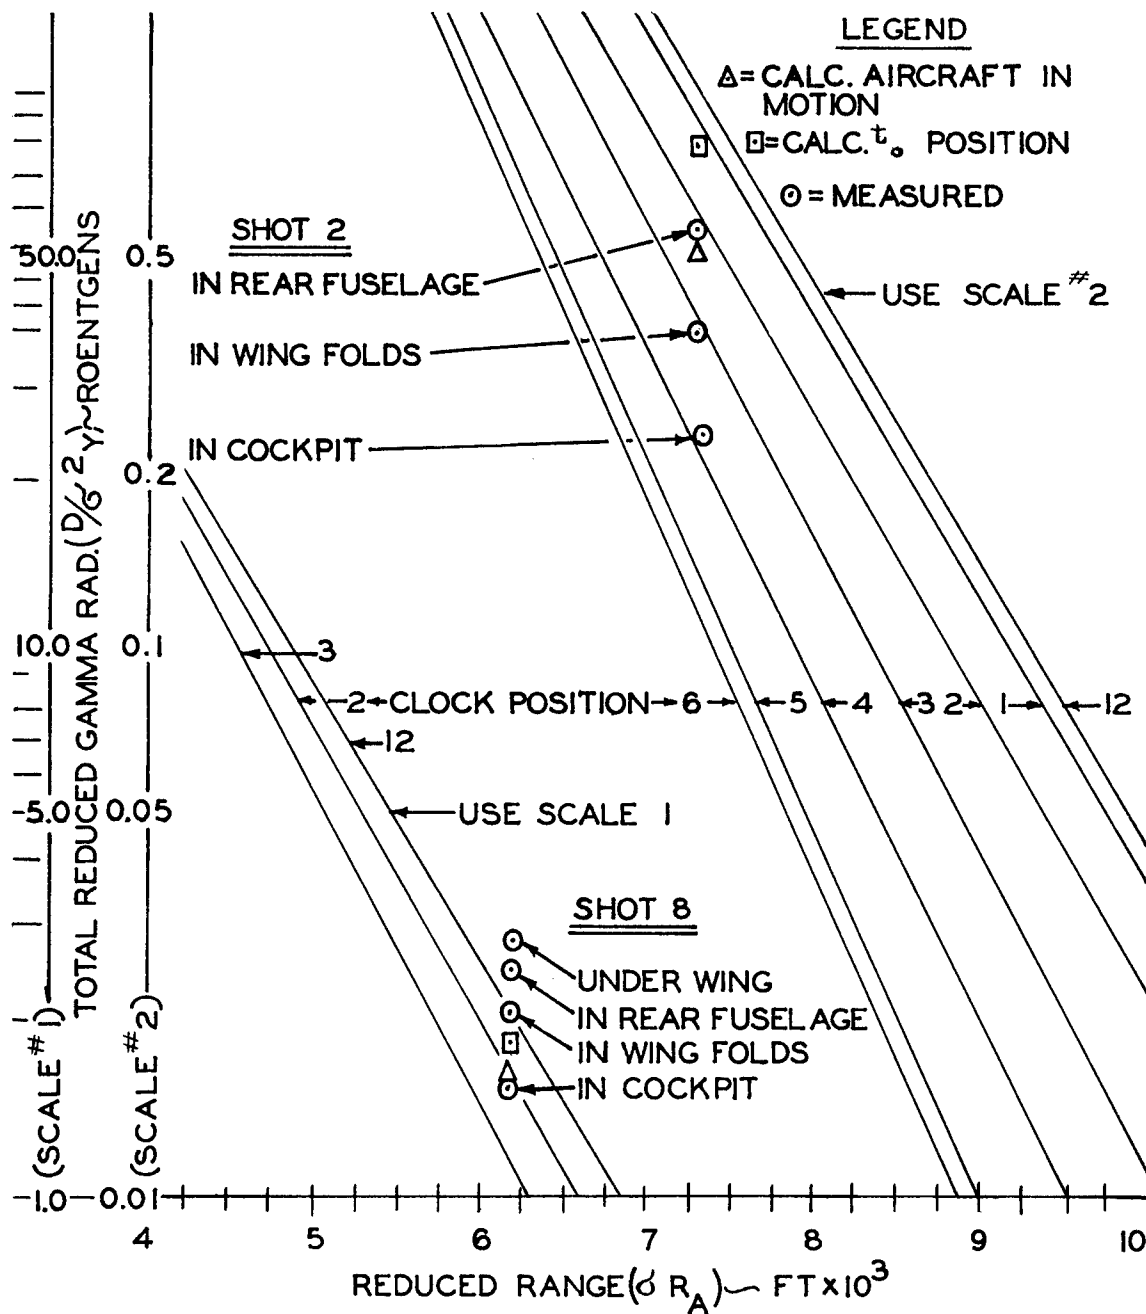 LEGEND
△= CALC. AIRCRAFT IN
MOTION
⊡=CALC. t₀ POSITION
⊙= MEASURED
SHOT 2
IN REAR FUSELAGE
IN WING FOLDS
IN COCKPIT
USE SCALE #2
50.0
0.5
0.2
10.0
0.1
5.0
0.05
1.0
0.01
TOTAL REDUCED GAMMA RAD.(D/σ²Y)~ROENTGENS
(SCALE #1)
(SCALE #2)
3
2 CLOCK POSITION 6 5 4 3 2 1 12
12
USE SCALE 1
SHOT 8
UNDER WING
IN REAR FUSELAGE
IN WING FOLDS
IN COCKPIT
4 5 6 7 8 9 10
REDUCED RANGE (σ R_A) ~ FT×10³